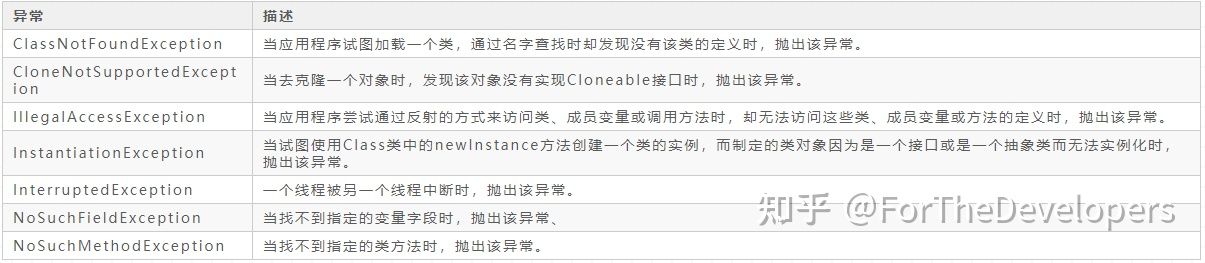 异常 描述
ClassNotFoundException 当应用程序试图加载一个类，通过名字查找时却发现没有该类的定义时，抛出该异常。
CloneNotSupportedExcept
ion
当去克隆一个对象时，发现该对象没有实现Cloneable接口时，抛出该异常。
IllegalAccessException 当应用程序尝试通过反射的方式来访问类、成员变量或调用方法时，却无法访问这些类、成员变量或方法的定义时，抛出该异常。
InstantiationException
当试图使用Class类中的newInstance方法创建一个类的实例，而制定的类对象因为是一个接口或是一个抽象类而无法实例化时，
抛出该异常。
InterruptedException 一个线程被另一个线程中断时，抛出该异常。
NoSuchFieldException 当找不到指定的变量字段时，抛出该异常、
NoSuchMethodException 当找不到指定的类方法时，抛出该异常。
知乎 @ForTheDevelopers